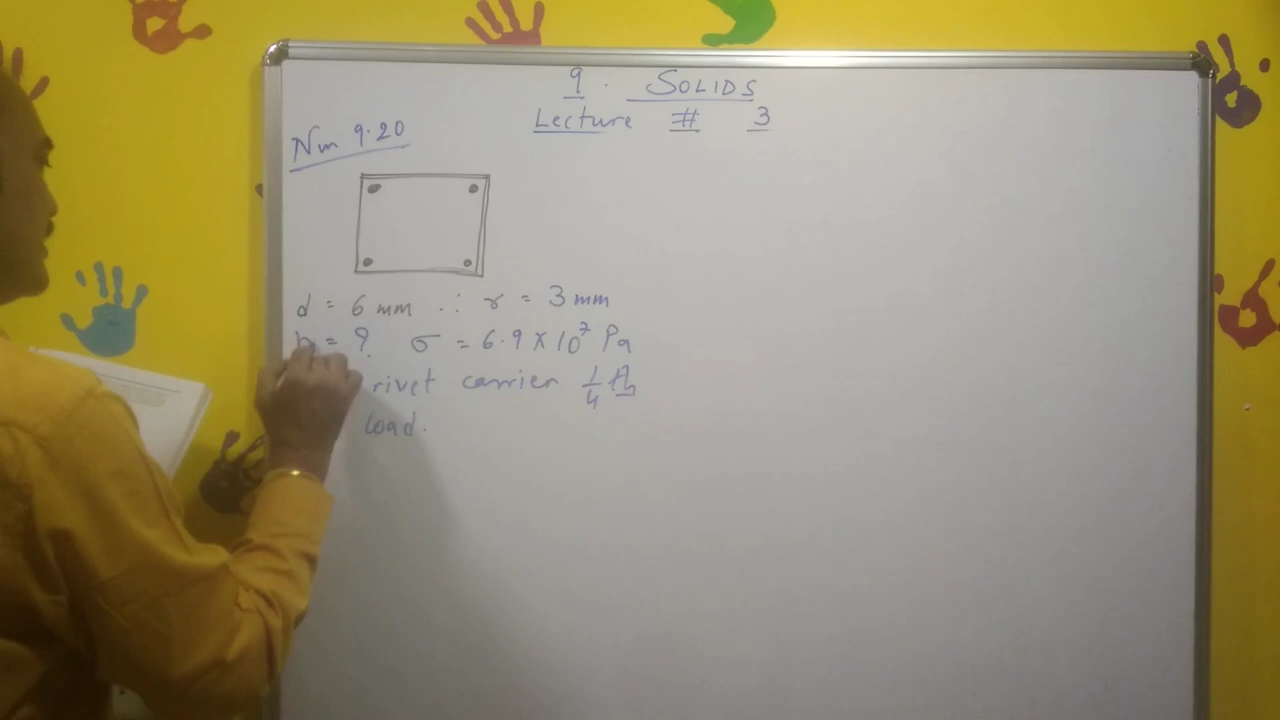 9. SOLIDS
Lecture # 3
Nm 9.20
d = 6 mm ∴ r = 3 mm
= ? σ = 6.9 × 10⁷ Pa
rivet carrier 1/4 th
load.